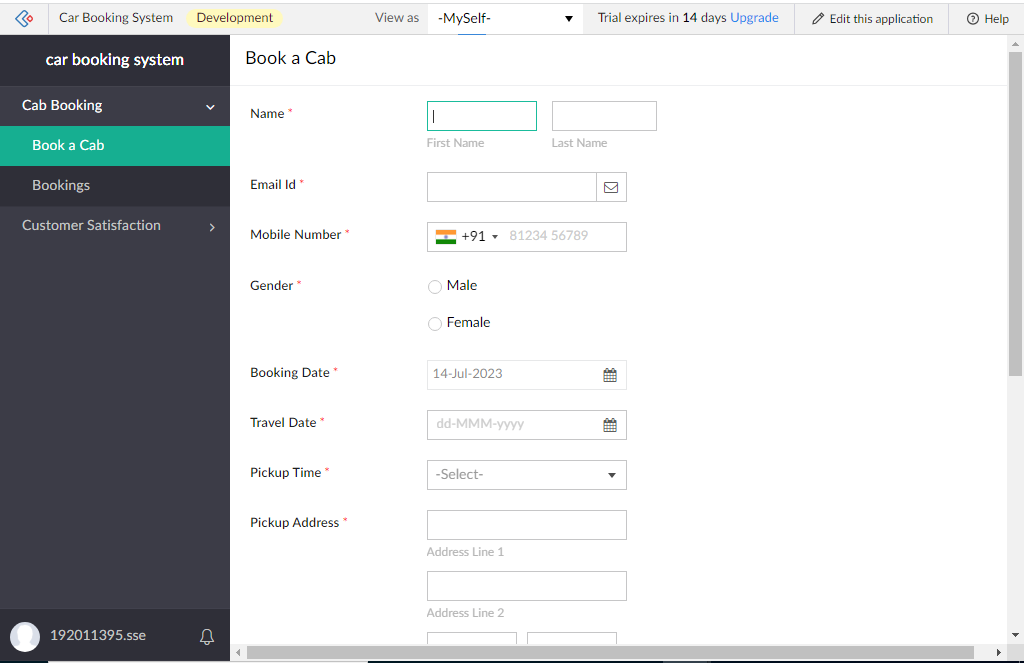 Car Booking System Development View as -MySelf- Trial expires in 14 days Upgrade Edit this application Help
car booking system
Cab Booking
Book a Cab
Bookings
Customer Satisfaction
192011395.sse
Book a Cab
Name *
First Name Last Name
Email Id *
Mobile Number * +91 81234 56789
Gender * Male
Female
Booking Date * 14-Jul-2023
Travel Date * dd-MMM-yyyy
Pickup Time * -Select-
Pickup Address *
Address Line 1
Address Line 2